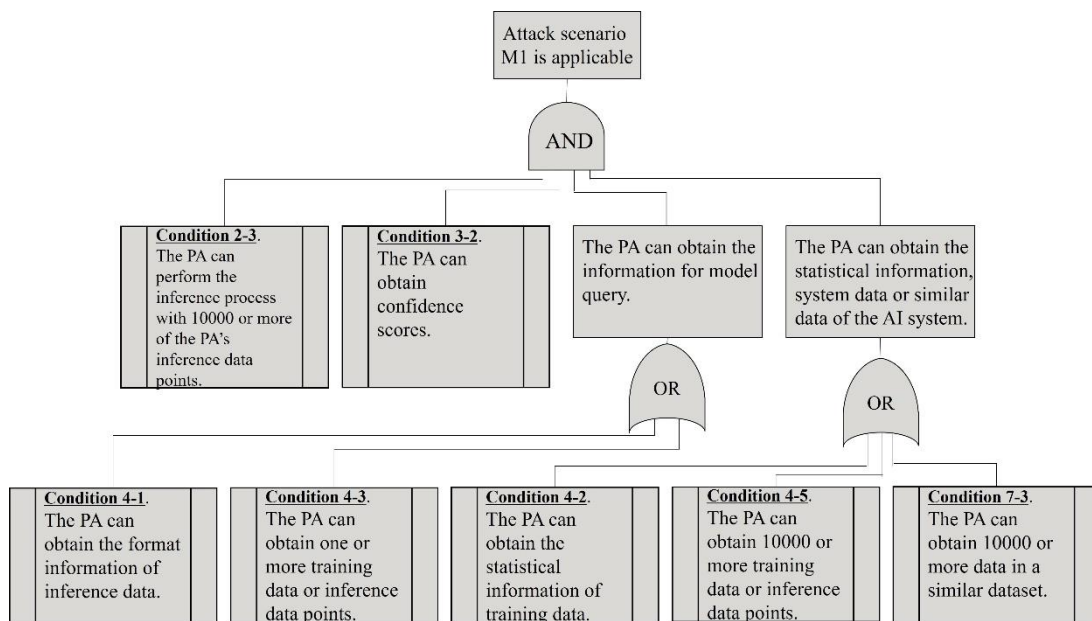 Attack scenario
M1 is applicable
AND
Condition 2-3.
The PA can
perform the
inference process
with 10000 or more
of the PA's
inference data
points.
Condition 3-2.
The PA can
obtain
confidence
scores.
The PA can obtain the
information for model
query.
The PA can obtain the
statistical information,
system data or similar
data of the AI system.
OR
OR
Condition 4-1.
The PA can
obtain the format
information of
inference data.
Condition 4-3.
The PA can
obtain one or
more training
data or inference
data points.
Condition 4-2.
The PA can
obtain the
statistical
information of
training data.
Condition 4-5.
The PA can
obtain 10000 or
more training
data or inference
data points.
Condition 7-3.
The PA can
obtain 10000 or
more data in a
similar dataset.